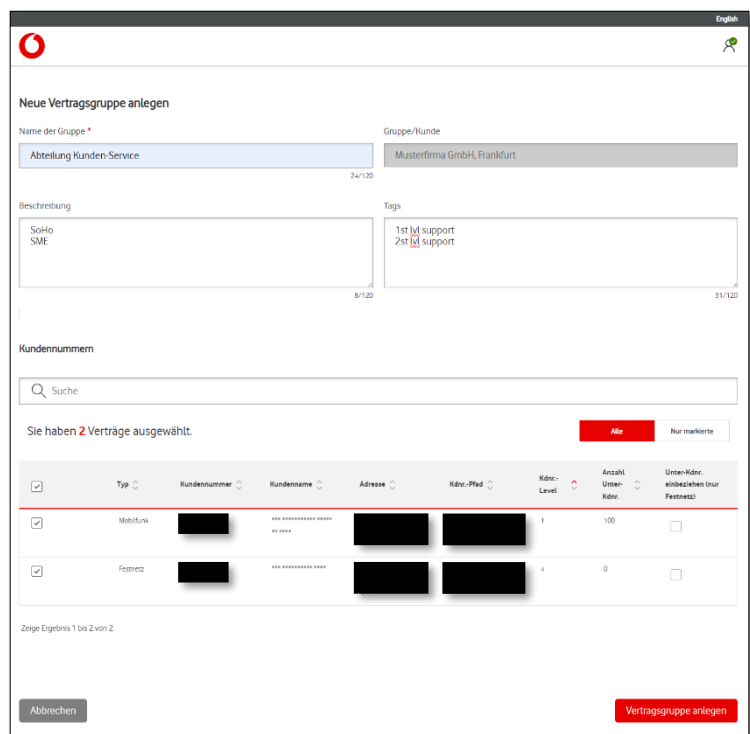 English
Neue Vertragsgruppe anlegen
Name der Gruppe *
Gruppe/Kunde
Abteilung Kunden-Service
Musterfirma GmbH, Frankfurt
24/120
Beschreibung
Tags
SoHo
SME
1st lvl support
2st lvl support
8/120
31/120
Kundennummern
Suche
Sie haben 2 Verträge ausgewählt.
Alle
Nur markierte
Typ
Kundennummer
Kundenname
Adresse
Kdnr.-Pfad
Kdnr.-
Level
Anzahl
Unter-
Kdnr.
Unter-Kdnr.
einbeziehen (nur
Festnetz)
Mobilfunk
*** *********** *****
** ****
1
100
Festnetz
*** ********** ****
4
0
Zeige Ergebnis 1 bis 2 von 2
Abbrechen
Vertragsgruppe anlegen